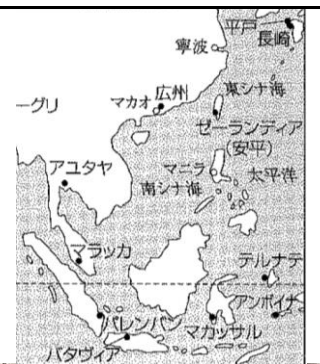 平戸
長崎
寧波
東シナ海
広州
マカオ
ゼーランディア
(安平)
ーグリ
アユタヤ
マニラ
太平洋
南シナ海
マラッカ
テルナテ
アンボイナ
パレンバン
マカッサル
バタヴィア